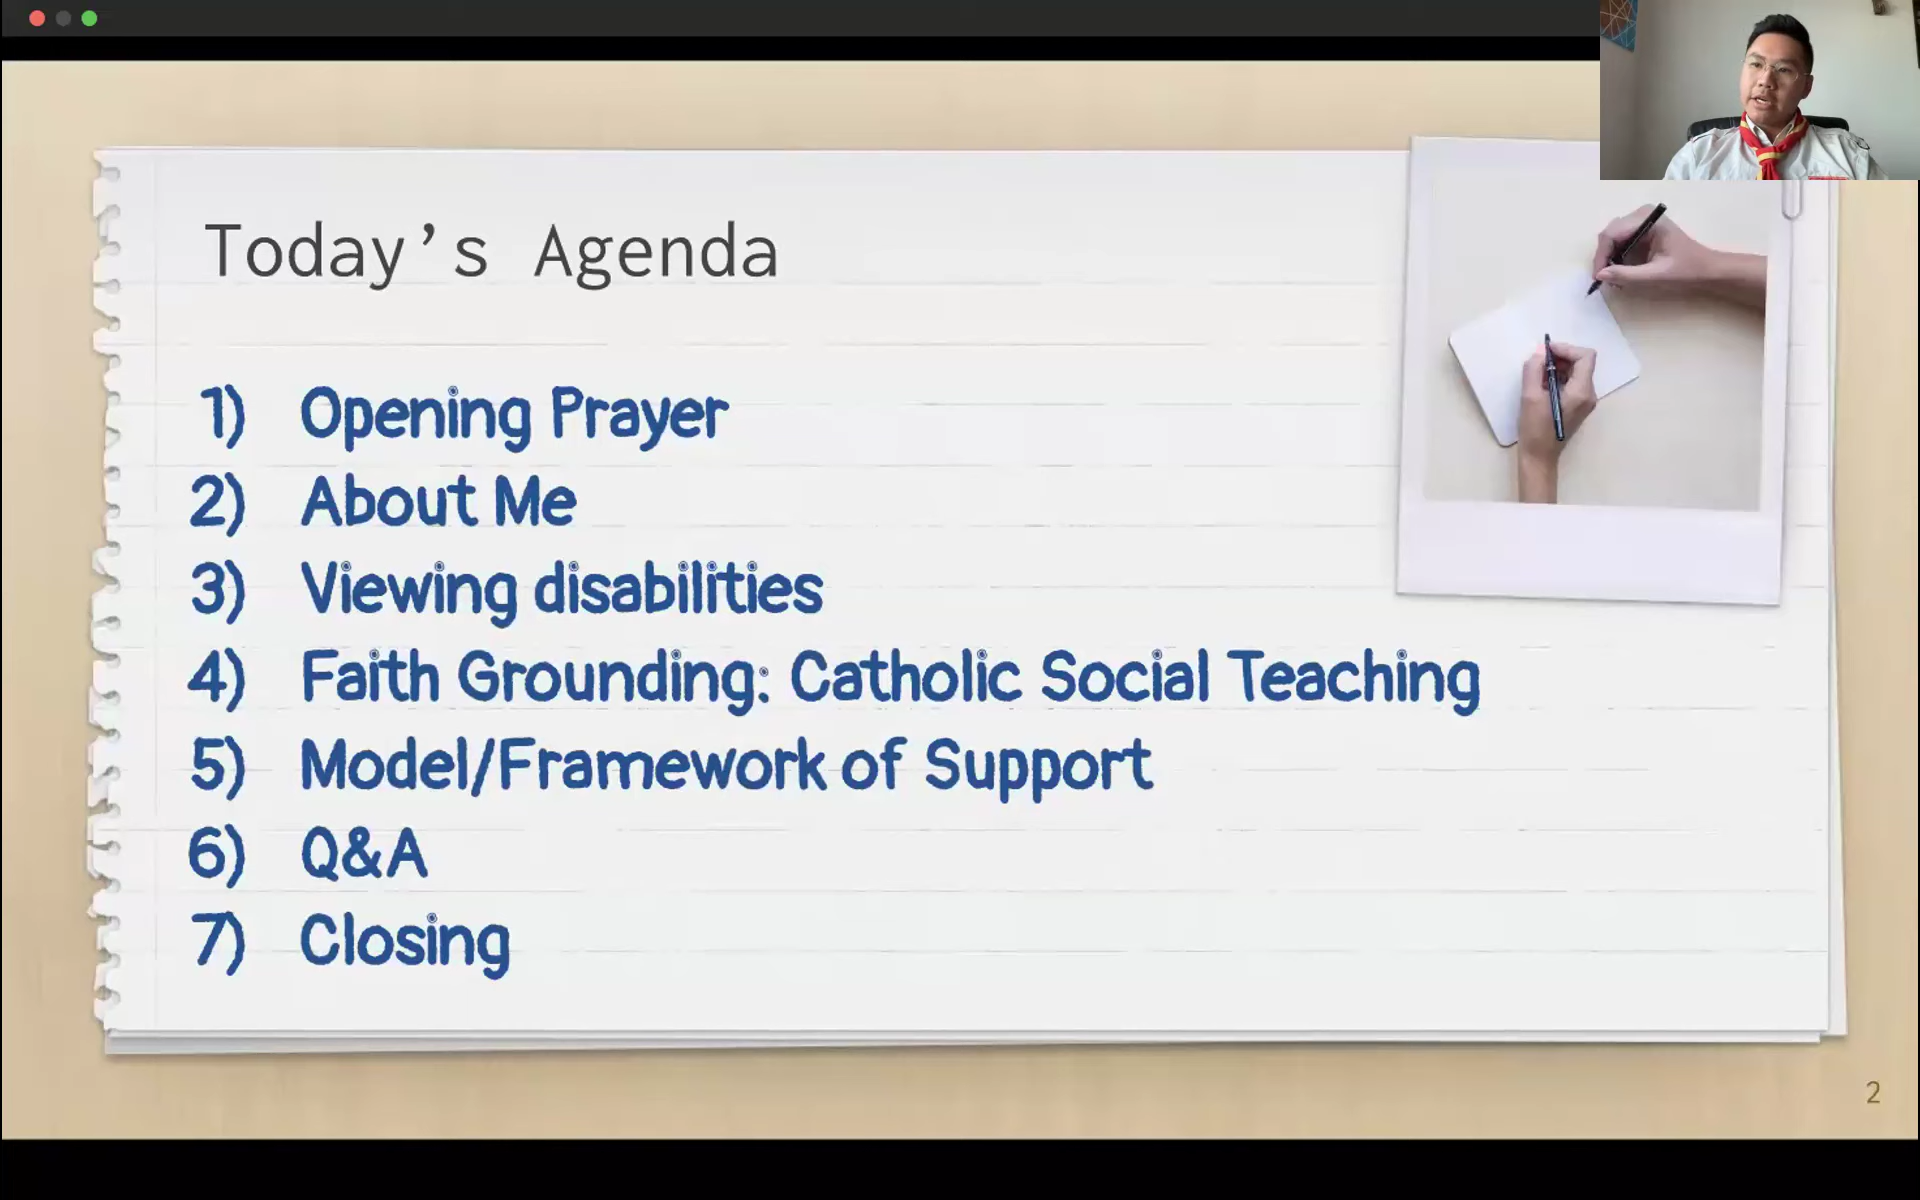 Today’s Agenda
1) Opening Prayer
2) About Me
3) Viewing disabilities
4) Faith Grounding: Catholic Social Teaching
5) Model/Framework of Support
6) Q&A
7) Closing
2